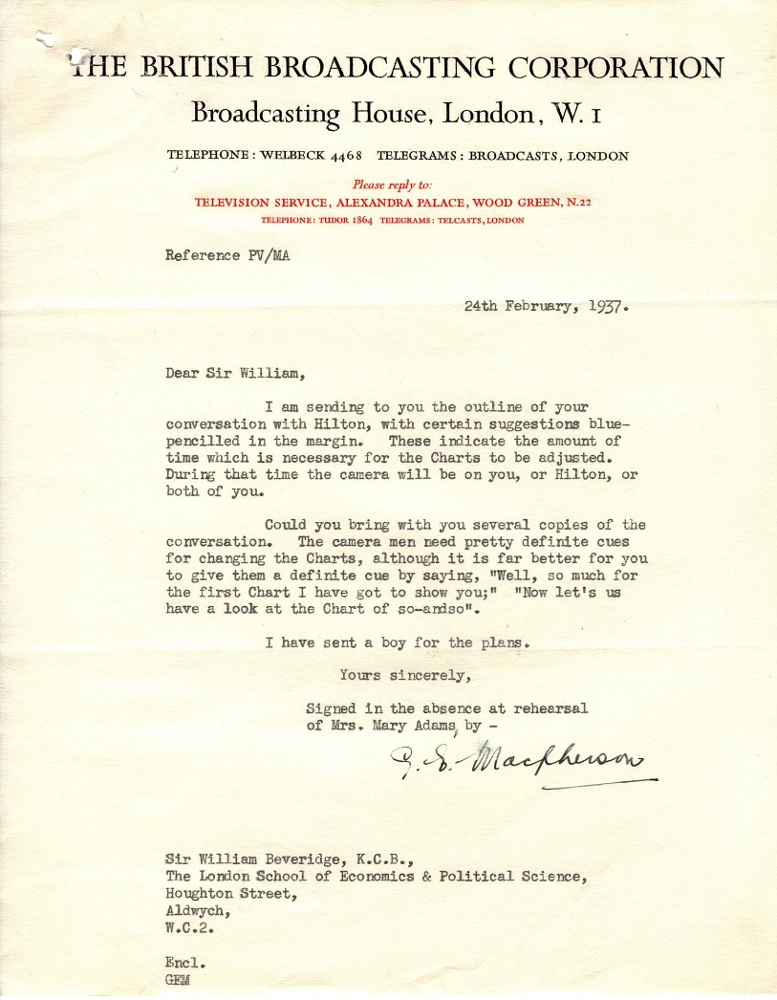 THE BRITISH BROADCASTING CORPORATION
Broadcasting House, London, W. 1
TELEPHONE: WELBECK 4468 TELEGRAMS: BROADCASTS, LONDON
Please reply to:
TELEVISION SERVICE, ALEXANDRA PALACE, WOOD GREEN, N.22
TELEPHONE: TUDOR 1864 TELEGRAMS: TELCASTS, LONDON
Reference PV/MA
24th February, 1937.
Dear Sir William,
I am sending to you the outline of your
conversation with Hilton, with certain suggestions blue-
pencilled in the margin. These indicate the amount of
time which is necessary for the Charts to be adjusted.
During that time the camera will be on you, or Hilton, or
both of you.
Could you bring with you several copies of the
conversation. The camera men need pretty definite cues
for changing the Charts, although it is far better for you
to give them a definite cue by saying, "Well, so much for
the first Chart I have got to show you;" "Now let's us
have a look at the Chart of so-andso".
I have sent a boy for the plans.
Yours sincerely,
Signed in the absence at rehearsal
of Mrs. Mary Adams, by -
G. E. Macpherson
Sir William Beveridge, K.C.B.,
The London School of Economics & Political Science,
Houghton Street,
Aldwych,
W.C.2.
Encl.
GEM